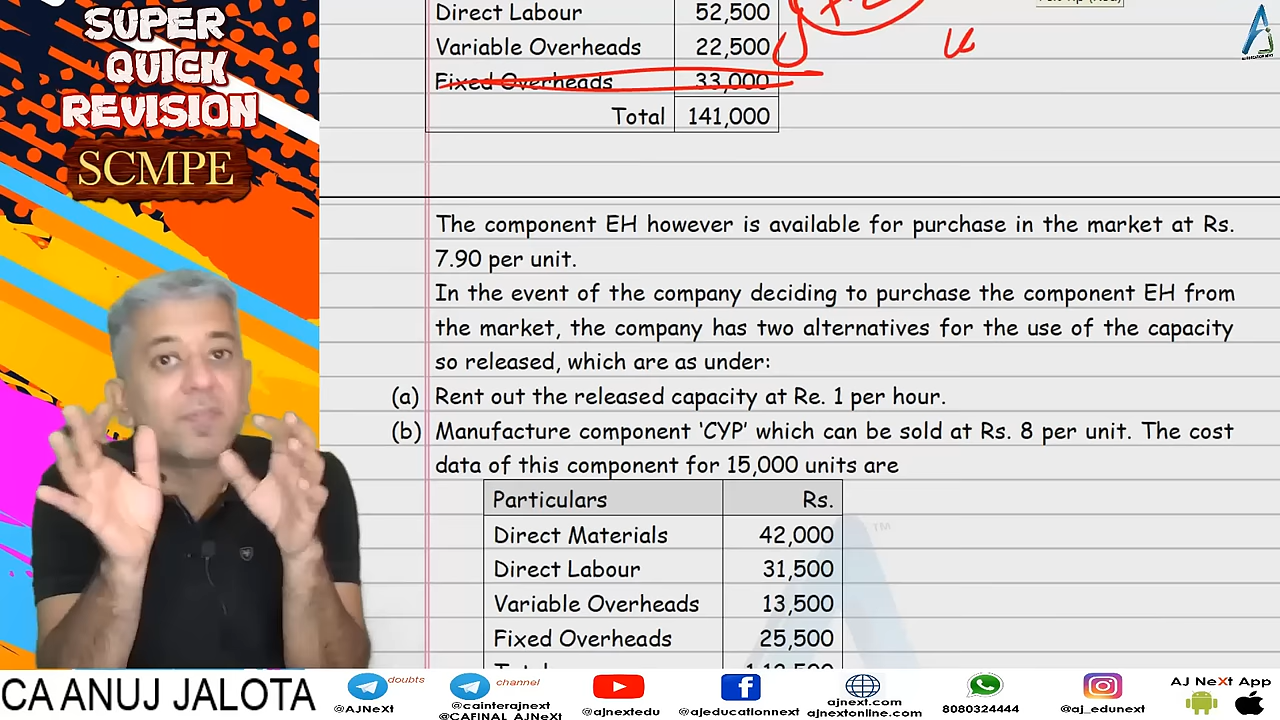 SUPER
QUICK
REVISION
SCMPE
Direct Labour 52,500
Variable Overheads 22,500
Fixed Overheads 33,000
Total 141,000
The component EH however is available for purchase in the market at Rs.
7.90 per unit.
In the event of the company deciding to purchase the component EH from
the market, the company has two alternatives for the use of the capacity
so released, which are as under:
(a) Rent out the released capacity at Re. 1 per hour.
(b) Manufacture component ‘CYP’ which can be sold at Rs. 8 per unit. The cost
data of this component for 15,000 units are
Particulars Rs.
Direct Materials 42,000
Direct Labour 31,500
Variable Overheads 13,500
Fixed Overheads 25,500
TM
CA ANUJ JALOTA
doubts
@AJNeXt
channel
@cainterajnext
@CAFINAL_AJNeXt
@ajnextedu
@ajeducationnext
ajnext.com
ajnextonline.com
8080324444
@aj_edunext
AJ NeXt App